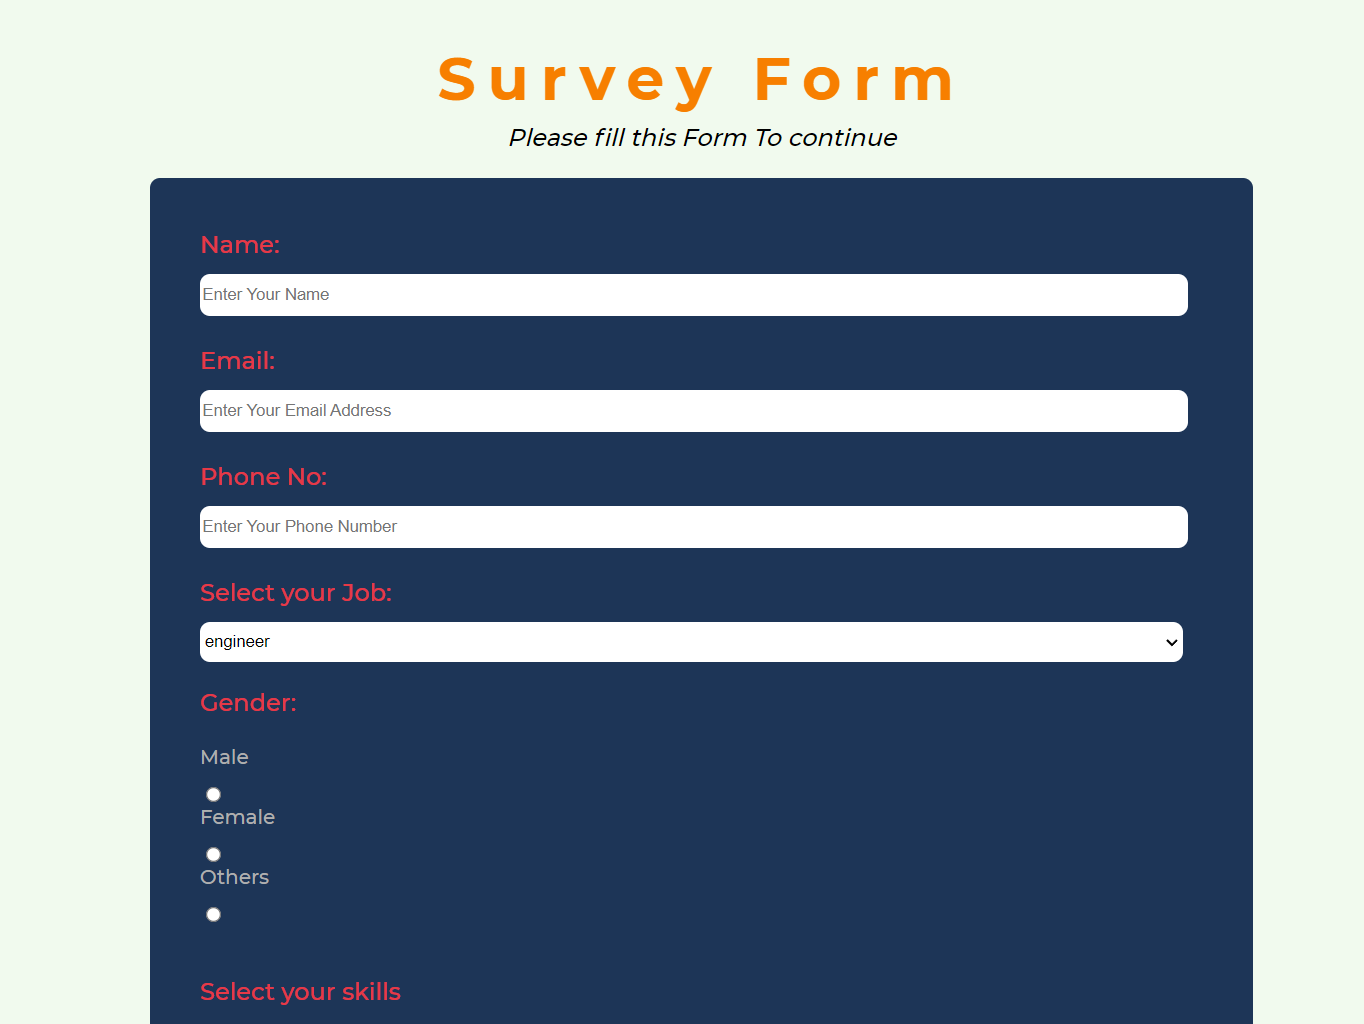 Survey Form
Please fill this Form To continue
Name:
Enter Your Name
Email:
Enter Your Email Address
Phone No:
Enter Your Phone Number
Select your Job:
engineer
Gender:
Male
Female
Others
Select your skills